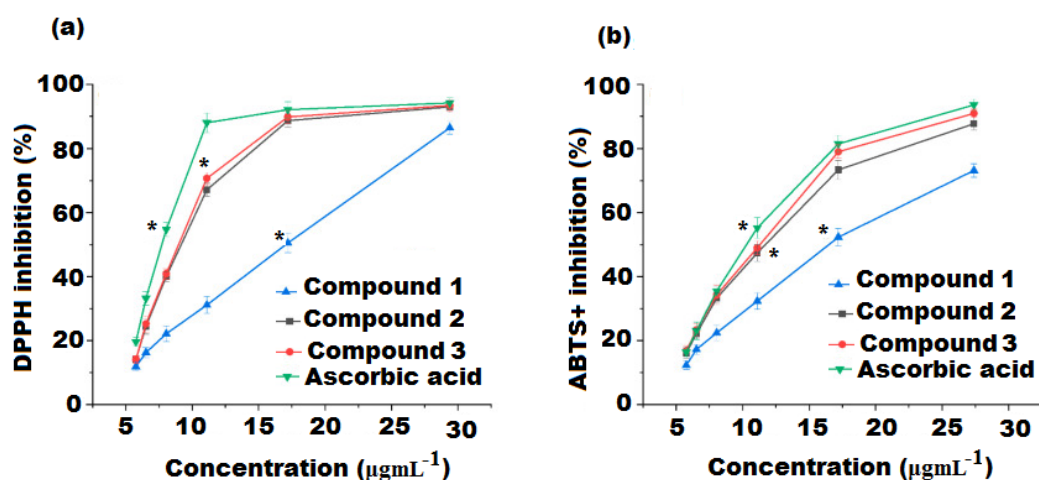 (a)
DPPH inhibition (%)
100
80
60
40
20
0
5
10
15
20
25
30
Concentration (µgmL⁻¹)
*
*
*
Compound 1
Compound 2
Compound 3
Ascorbic acid
(b)
ABTS+ inhibition (%)
100
80
60
40
20
0
5
10
15
20
25
30
Concentration (µgmL⁻¹)
*
*
*
Compound 1
Compound 2
Compound 3
Ascorbic acid